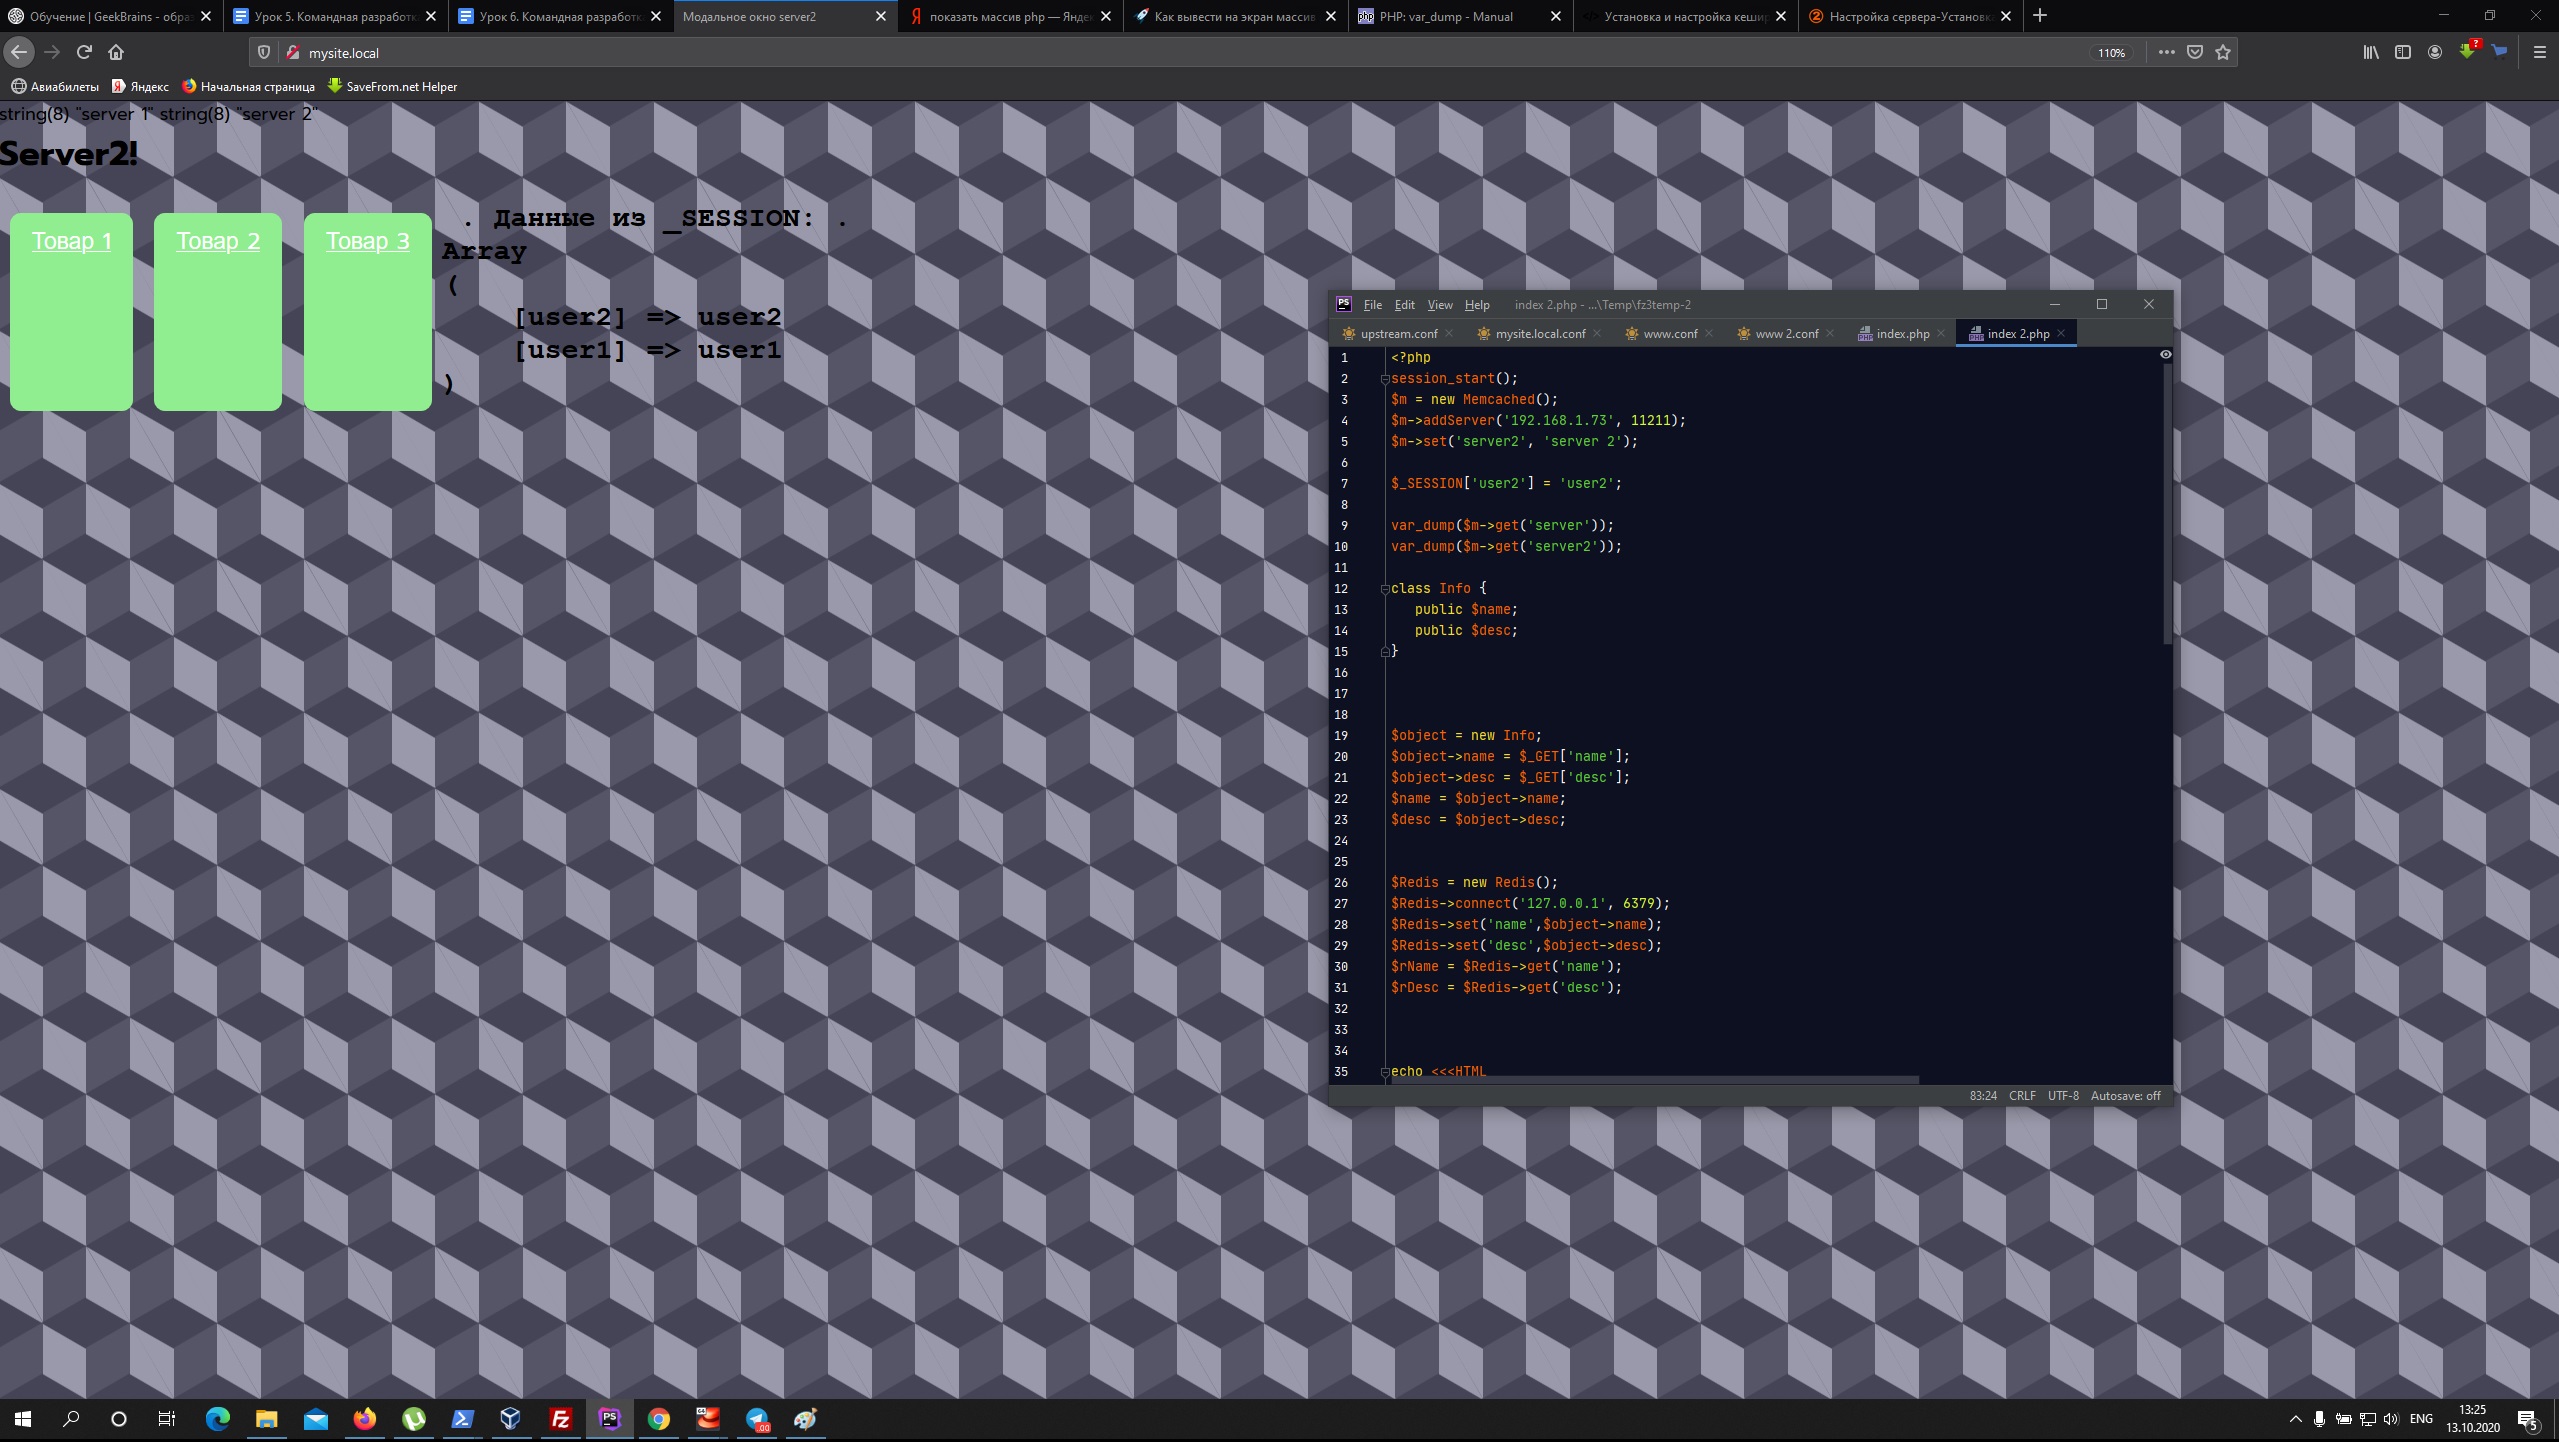 Обучение | GeekBrains - обра
Урок 5. Командная разработк
Урок 6. Командная разработк
Модальное окно server2
показать массив php — Яндек
Как вывести на экран массив
PHP: var_dump - Manual
Установка и настройка кешир
Настройка сервера-Установк
mysite.local
110%
Авиабилеты
Яндекс
Начальная страница
SaveFrom.net Helper
string(8) "server 1" string(8) "server 2"
Server2!
Товар 1
Товар 2
Товар 3
. Данные из _SESSION: .
Array
(
[user2] => user2
[user1] => user1
)
File Edit View Help index 2.php - ...\Temp\fz3temp-2
upstream.conf mysite.local.conf www.conf www 2.conf index.php index 2.php
1 <?php
2 session_start();
3 $m = new Memcached();
4 $m->addServer('192.168.1.73', 11211);
5 $m->set('server2', 'server 2');
6
7 $_SESSION['user2'] = 'user2';
8
9 var_dump($m->get('server'));
10 var_dump($m->get('server2'));
11
12 class Info {
13 public $name;
14 public $desc;
15 }
16
17
18
19 $object = new Info;
20 $object->name = $_GET['name'];
21 $object->desc = $_GET['desc'];
22 $name = $object->name;
23 $desc = $object->desc;
24
25
26 $Redis = new Redis();
27 $Redis->connect('127.0.0.1', 6379);
28 $Redis->set('name',$object->name);
29 $Redis->set('desc',$object->desc);
30 $rName = $Redis->get('name');
31 $rDesc = $Redis->get('desc');
32
33
34
35 echo <<<HTML
83:24 CRLF UTF-8 Autosave: off
ENG
13:25
13.10.2020
5